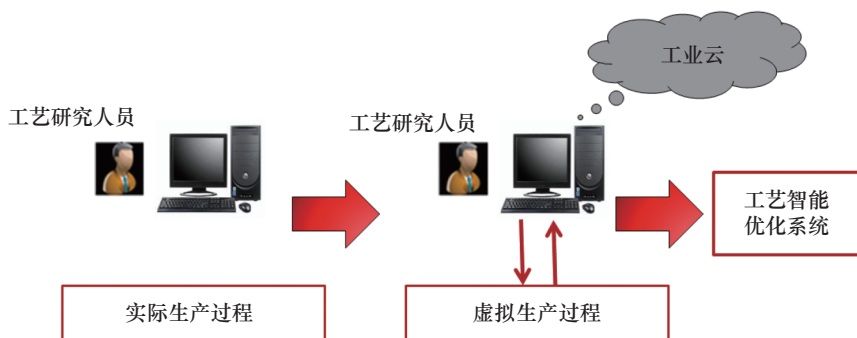 工业云
工艺研究人员
工艺研究人员
工艺智能
优化系统
实际生产过程
虚拟生产过程